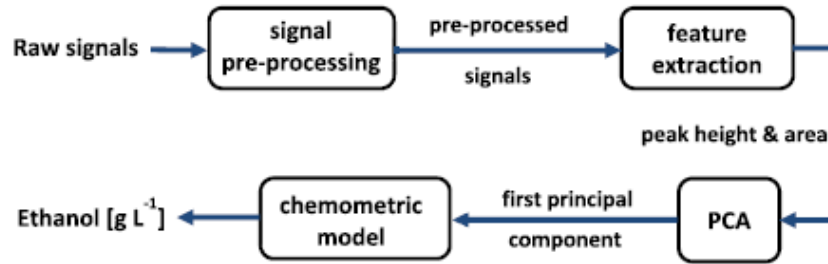 Raw signals
signal
pre-processing
pre-processed
signals
feature
extraction
peak height & area
Ethanol [g L⁻¹]
chemometric
model
first principal
component
PCA